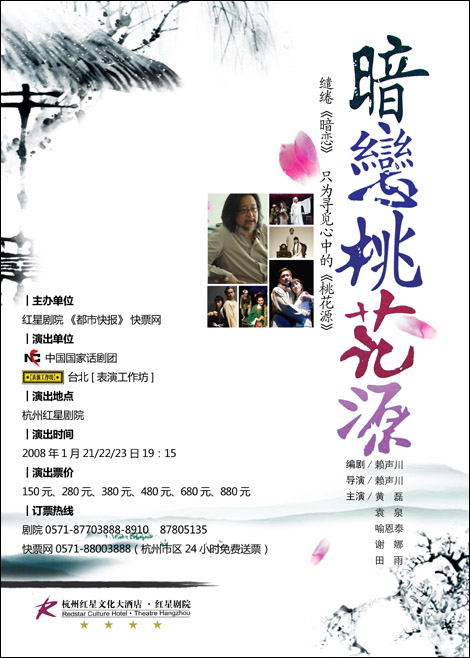 暗戀桃花源
缱绻《暗恋》 只为寻觅心中的《桃花源》
编剧/赖声川
导演/赖声川
主演/黄 磊
袁 泉
喻恩泰
谢 娜
田 雨
|主办单位
红星剧院《都市快报》快票网
|演出单位
中国国家话剧团
[表演工作坊] 台北[表演工作坊]
|演出地点
杭州红星剧院
|演出时间
2008年1月21/22/23日19:15
|演出票价
150元、280元、380元、480元、680元、880元
|订票热线
剧院 0571-87703888-8910 87805135
快票网 0571-88003888（杭州市区24小时免费送票）
杭州红星文化大酒店·红星剧院
Redstar Culture Hotel · Theatre Hangzhou